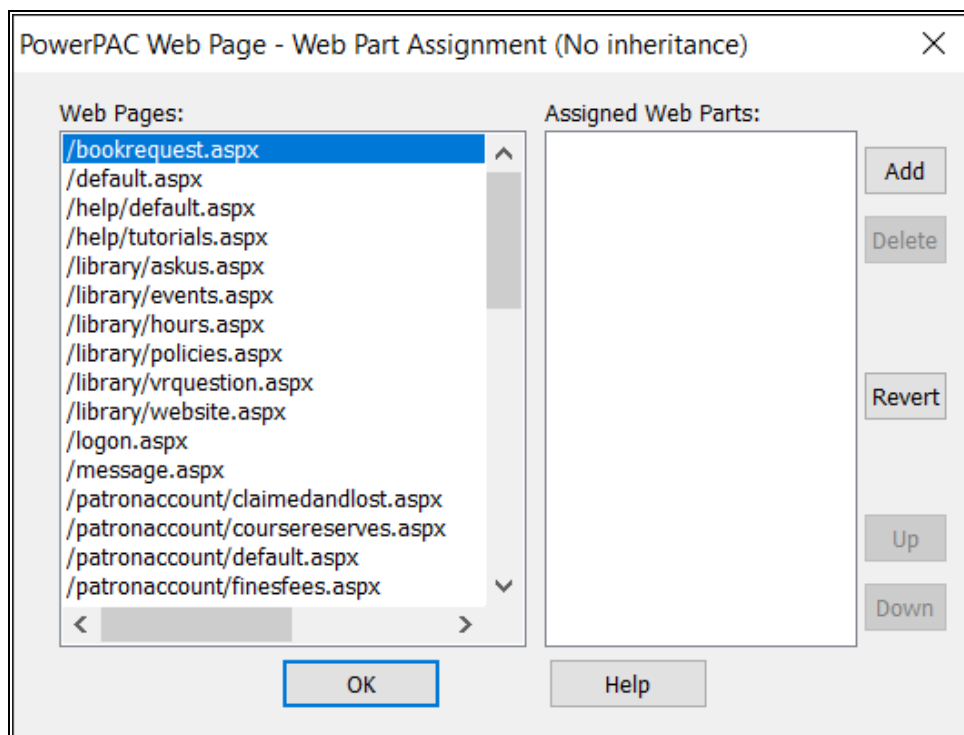 PowerPAC Web Page - Web Part Assignment (No inheritance)
Web Pages:
/bookrequest.aspx
/default.aspx
/help/default.aspx
/help/tutorials.aspx
/library/askus.aspx
/library/events.aspx
/library/hours.aspx
/library/policies.aspx
/library/vrquestion.aspx
/library/website.aspx
/logon.aspx
/message.aspx
/patronaccount/claimedandlost.aspx
/patronaccount/coursereserves.aspx
/patronaccount/default.aspx
/patronaccount/finesfees.aspx
Assigned Web Parts:
Add
Delete
Revert
Up
Down
OK
Help